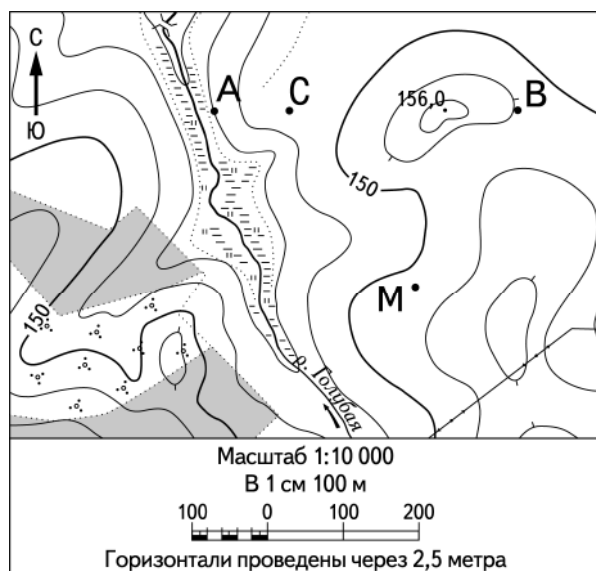 С
Ю
А
С
156,0
В
150
М
150
р. Голубая
Масштаб 1:10 000
В 1 см 100 м
100 0 100 200
Горизонтали проведены через 2,5 метра